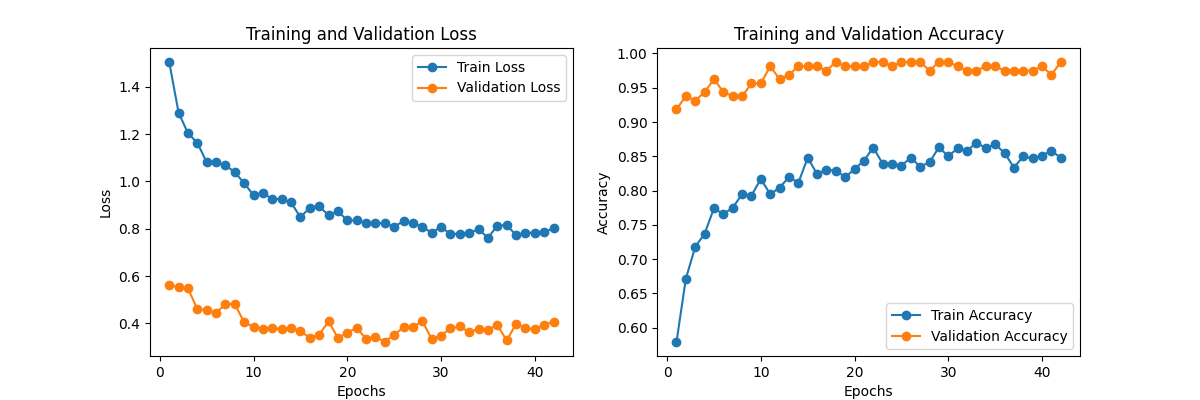 Training and Validation Loss
Train Loss
Validation Loss
1.4
1.2
1.0
0.8
0.6
0.4
Loss
0
10
20
30
40
Epochs
Training and Validation Accuracy
1.00
0.95
0.90
0.85
0.80
0.75
0.70
0.65
0.60
Accuracy
Train Accuracy
Validation Accuracy
0
10
20
30
40
Epochs